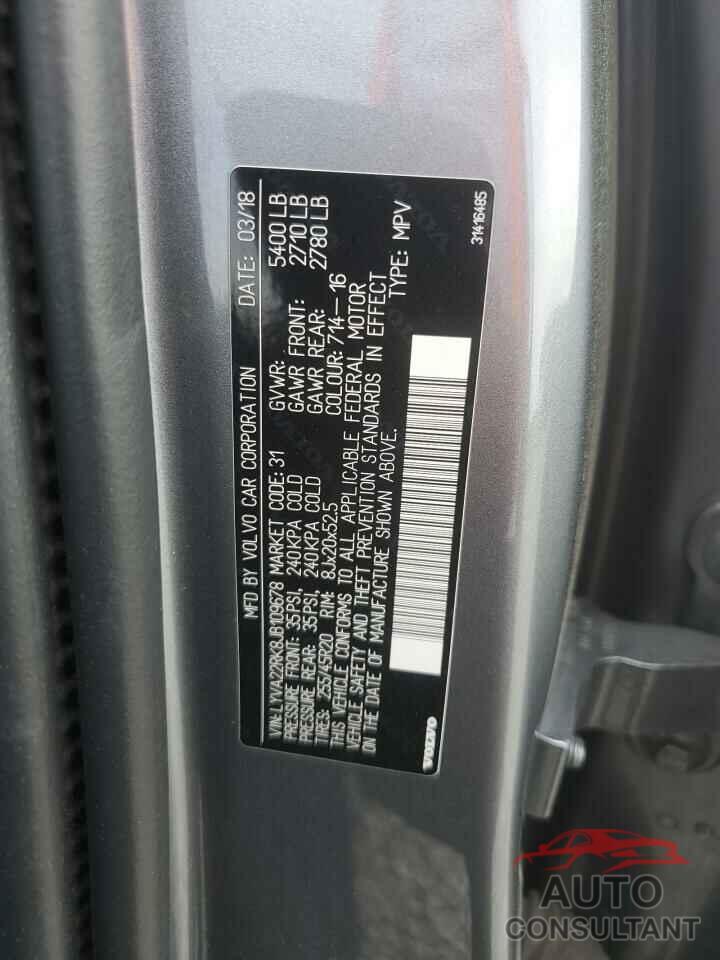 MFD BY VOLVO CAR CORPORATION DATE: 03/18
VIN:LYVA22RK8JB109678 MARKET CODE:31 GVWR: 5400 LB
PRESSURE FRONT: 35PSI, 240KPA COLD GAWR FRONT: 2710 LB
PRESSURE REAR: 35PSI, 240KPA COLD GAWR REAR: 2780 LB
TIRES: 255/45R20 RIM: 8Jx20x52.5 COLOUR: 714-16
THIS VEHICLE CONFORMS TO ALL APPLICABLE FEDERAL MOTOR
VEHICLE SAFETY AND THEFT PREVENTION STANDARDS IN EFFECT
ON THE DATE OF MANUFACTURE SHOWN ABOVE.
TYPE: MPV
VOLVO
31416485
AUTO
CONSULTANT